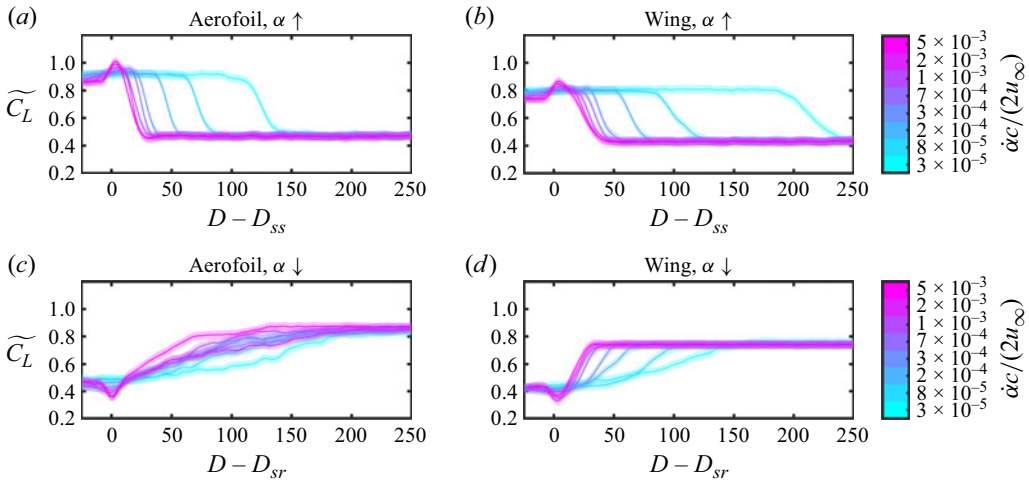 (a) Aerofoil, α ↑
(b) Wing, α ↑
1.0
0.8
0.6
0.4
0.2
C̃_L
0 50 100 150 200 250
D – D_ss
1.0
0.8
0.6
0.4
0.2
0 50 100 150 200 250
D – D_ss
5 × 10⁻³
2 × 10⁻³
1 × 10⁻³
7 × 10⁻⁴
3 × 10⁻⁴
2 × 10⁻⁴
8 × 10⁻⁵
3 × 10⁻⁵
α̇c/(2u_∞)
(c) Aerofoil, α ↓
(d) Wing, α ↓
1.0
0.8
0.6
0.4
0.2
C̃_L
0 50 100 150 200 250
D – D_sr
1.0
0.8
0.6
0.4
0.2
0 50 100 150 200 250
D – D_sr
5 × 10⁻³
2 × 10⁻³
1 × 10⁻³
7 × 10⁻⁴
3 × 10⁻⁴
2 × 10⁻⁴
8 × 10⁻⁵
3 × 10⁻⁵
α̇c/(2u_∞)